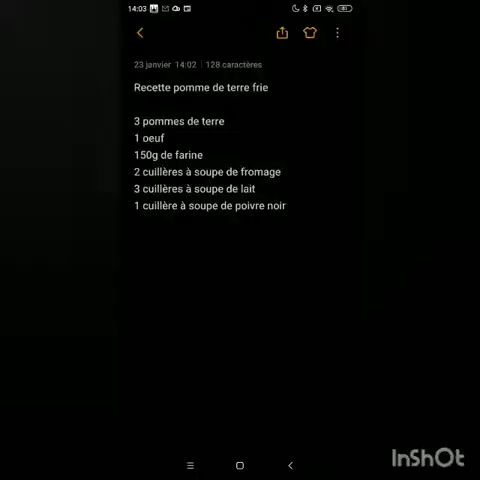 14:03
23 janvier 14:02 | 128 caractères
Recette pomme de terre frie
3 pommes de terre
1 oeuf
150g de farine
2 cuillères à soupe de fromage
3 cuillères à soupe de lait
1 cuillère à soupe de poivre noir
InShOt